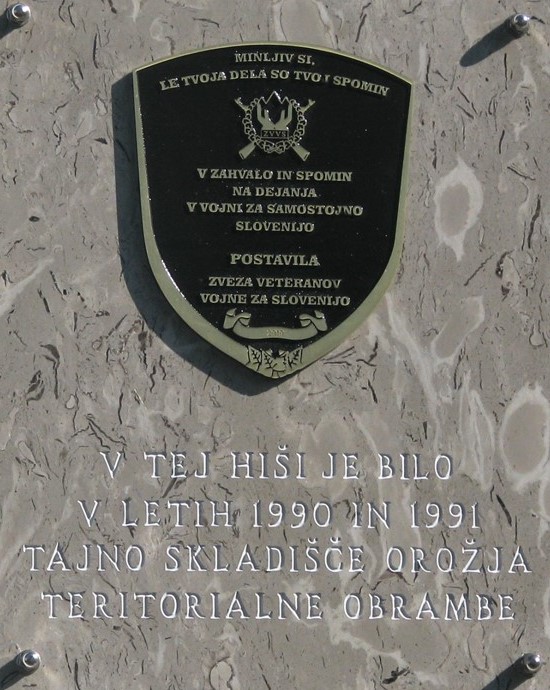 MINLJIV SI,
LE TVOJA DELA SO TVOJ SPOMIN
ZVVS
V ZAHVALO IN SPOMIN
NA DEJANJA
V VOJNI ZA SAMOSTOJNO
SLOVENIJO
POSTAVILA
ZVEZA VETERANOV
VOJNE ZA SLOVENIJO
V TEJ HIŠI JE BILO
V LETIH 1990 IN 1991
TAJNO SKLADIŠČE OROŽJA
TERITORIALNE OBRAMBE